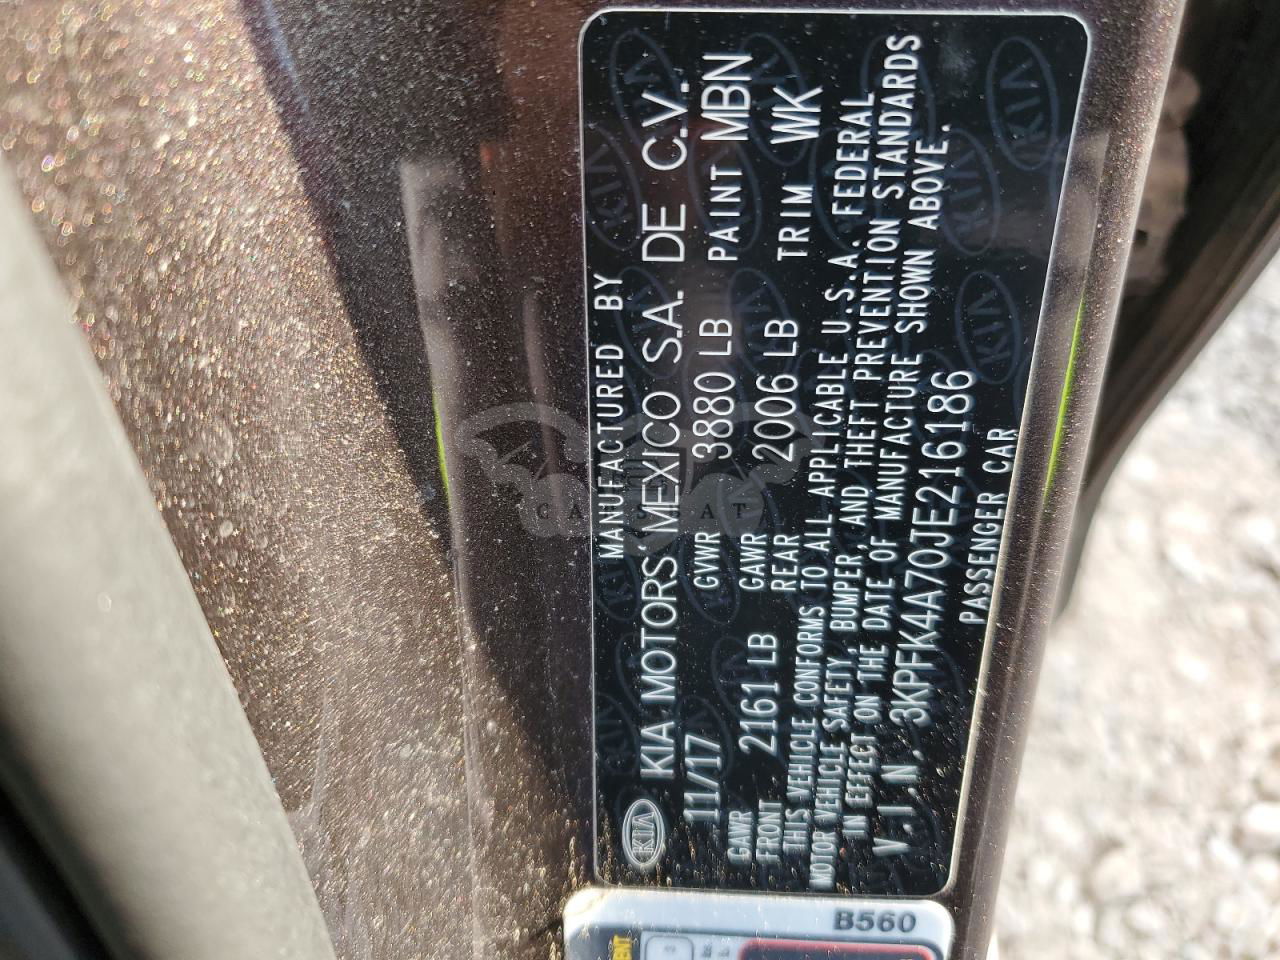 MANUFACTURED BY
KIA KIA MOTORS MEXICO S.A. DE C.V.
11/17 GVWR 3880 LB PAINT MBN
GAWR FRONT 2161 LB GAWR REAR 2006 LB TRIM WK
THIS VEHICLE CONFORMS TO ALL APPLICABLE U.S.A. FEDERAL
MOTOR VEHICLE SAFETY, BUMPER, AND THEFT PREVENTION STANDARDS
IN EFFECT ON THE DATE OF MANUFACTURE SHOWN ABOVE.
V.I.N. 3KPFK4A70JE216186
PASSENGER CAR
B560